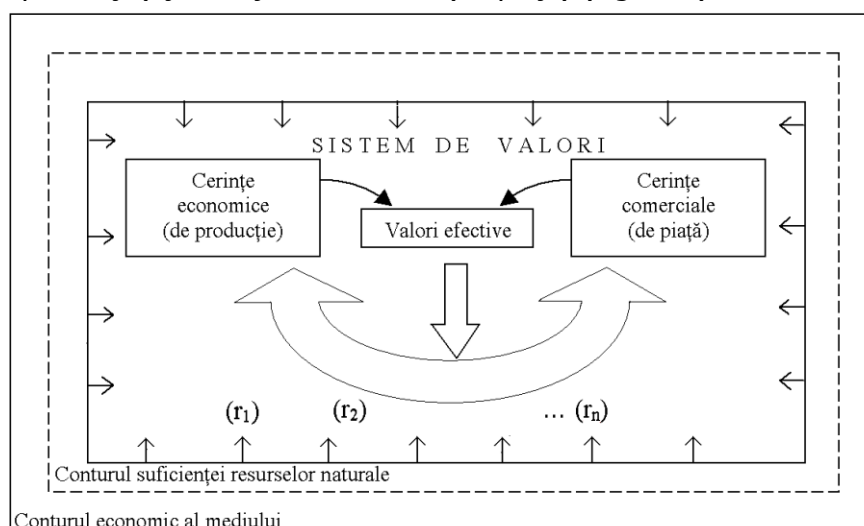 SISTEM DE VALORI
Cerințe
economice
(de producție)
Valori efective
Cerințe
comerciale
(de piață)
(r1)
(r2)
... (rn)
Conturul suficienței resurselor naturale
Conturul economic al mediului